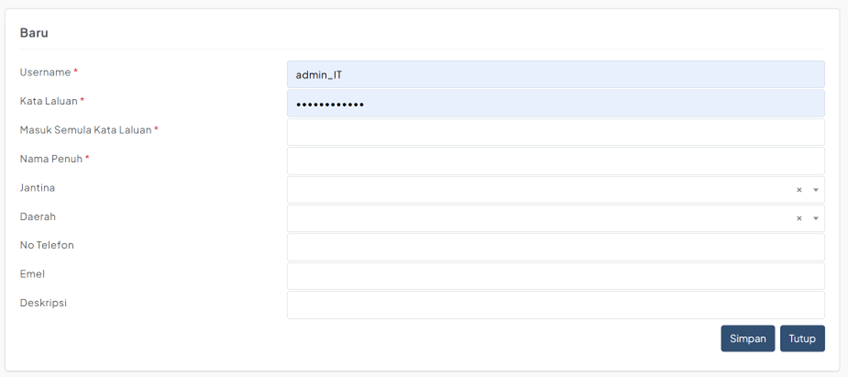 Baru
Username * admin_IT
Kata Laluan * ••••••••••••
Masuk Semula Kata Laluan *
Nama Penuh *
Jantina × ▾
Daerah × ▾
No Telefon
Emel
Deskripsi
Simpan Tutup